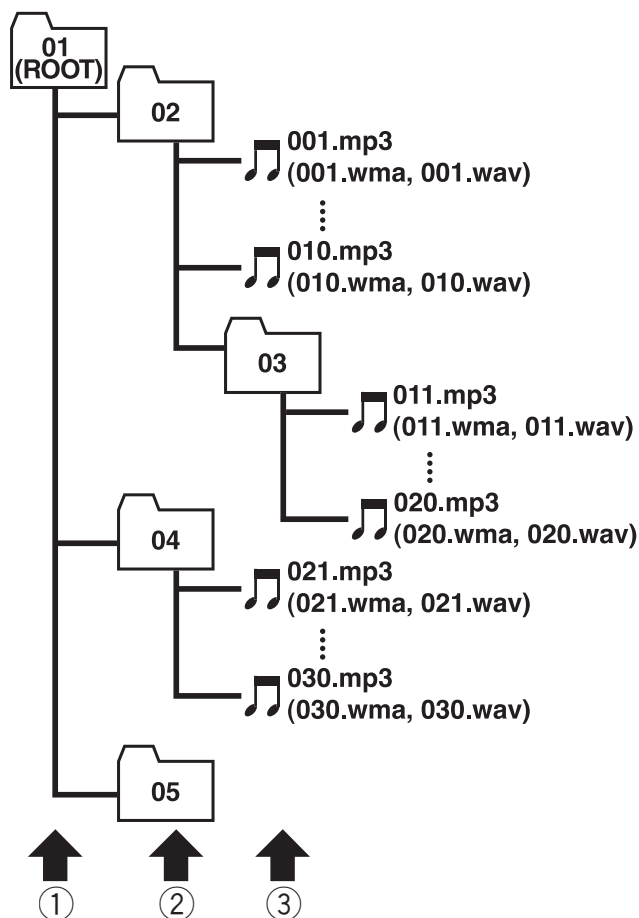 01
(ROOT)
02
001.mp3
(001.wma, 001.wav)
010.mp3
(010.wma, 010.wav)
03
011.mp3
(011.wma, 011.wav)
020.mp3
(020.wma, 020.wav)
04
021.mp3
(021.wma, 021.wav)
030.mp3
(030.wma, 030.wav)
05
① ② ③